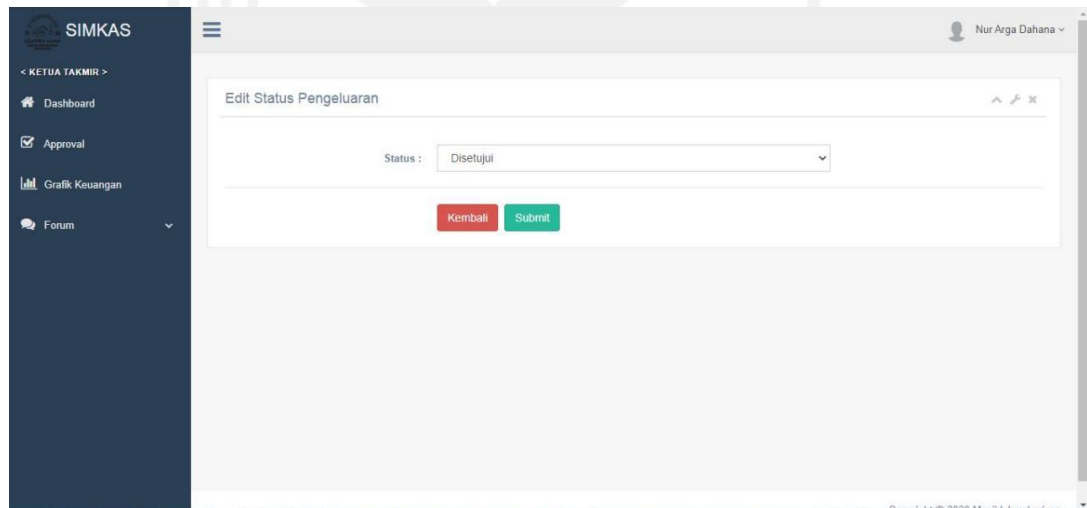 SIMKAS
Nur Arga Dahana
< KETUA TAKMIR >
Dashboard
Approval
Grafik Keuangan
Forum
Edit Status Pengeluaran
Status :
Disetujui
Kembali
Submit